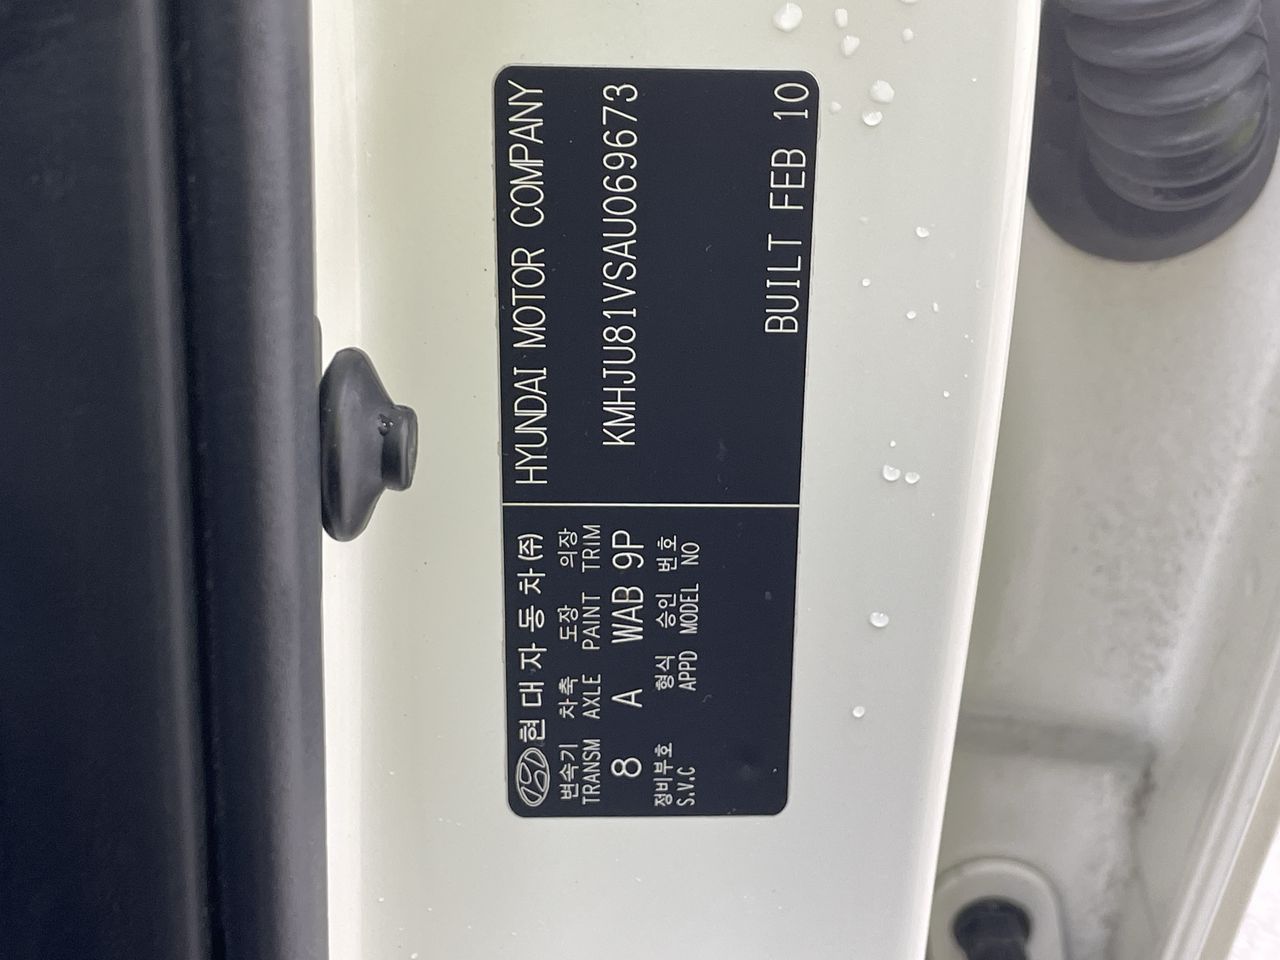 현대자동차(주)
변속기 차축 도장 의장
TRANSM AXLE PAINT TRIM
8 A WAB 9P
정비부호 형식 승인 번호
S.V.C APPD MODEL NO
HYUNDAI MOTOR COMPANY
KMHJU81VSAU069673
BUILT FEB 10